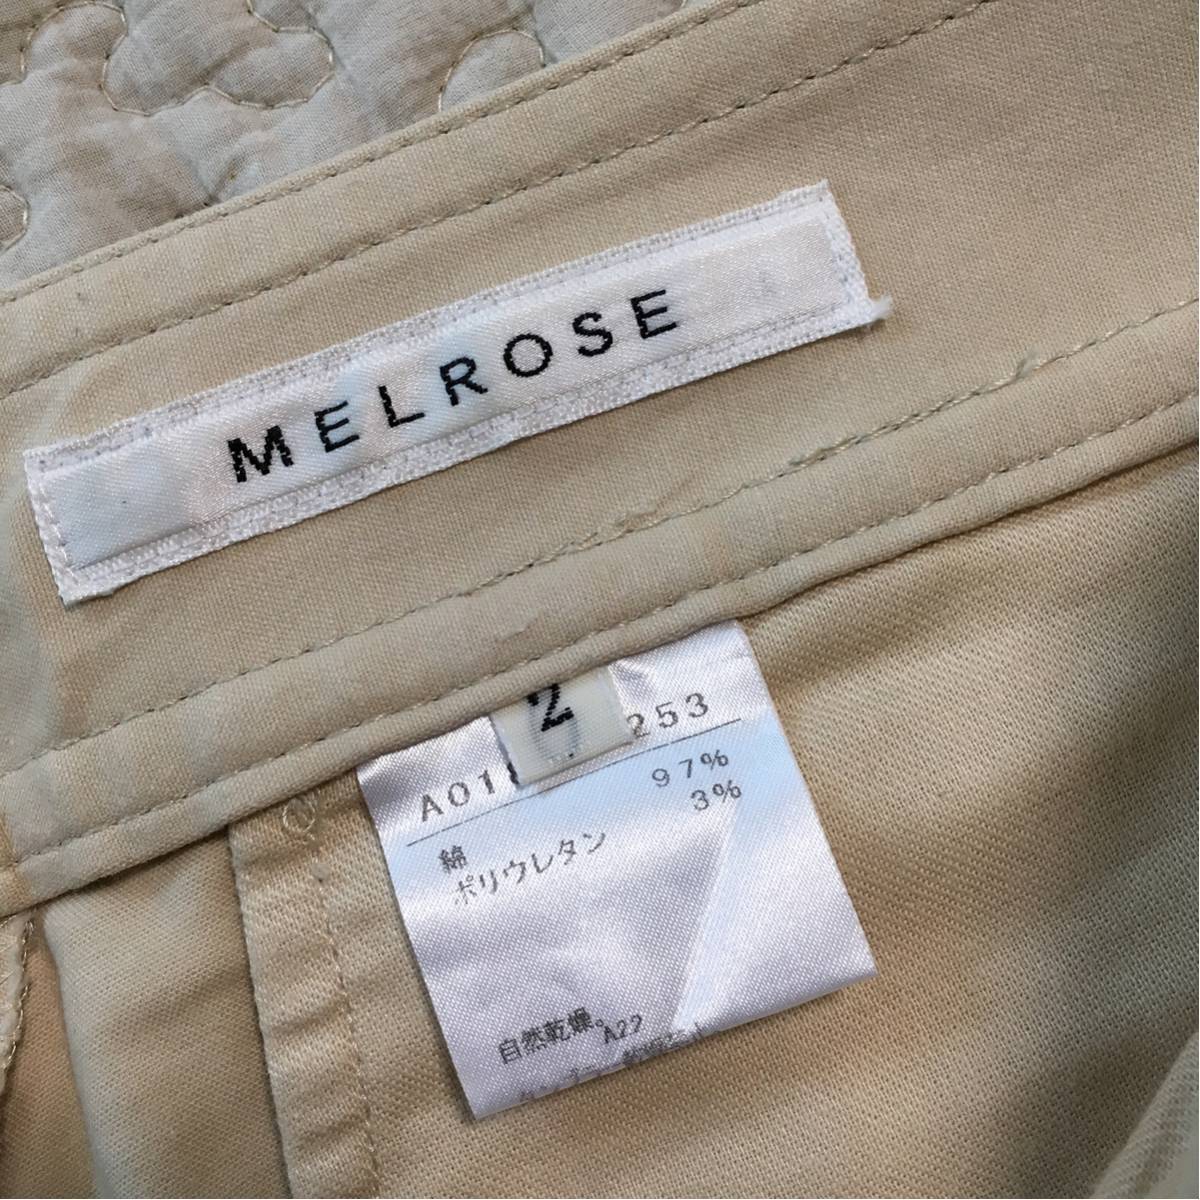 MELROSE
2
A01 253
綿 97%
ポリウレタン 3%
自然乾燥。
A22